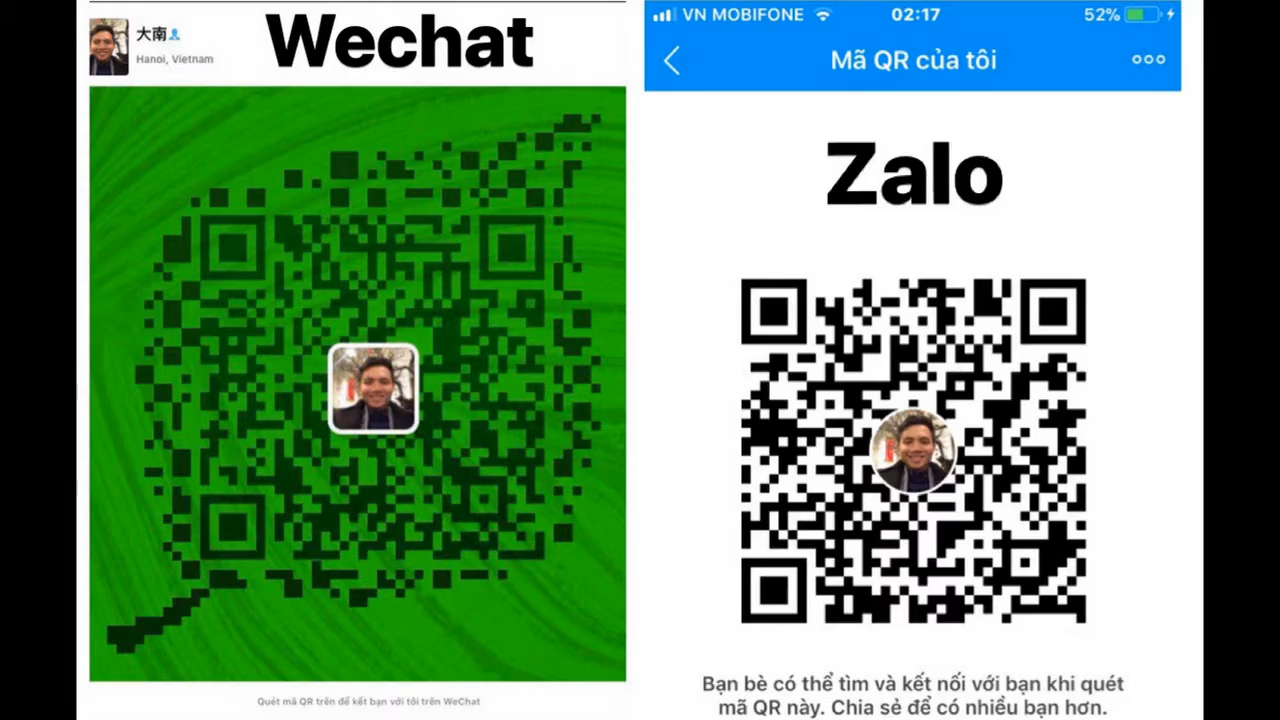 大南
Hanoi, Vietnam
Wechat
Quét mã QR trên để kết bạn với tôi trên WeChat
VN MOBIFONE 02:17 52%
Mã QR của tôi
Zalo
Bạn bè có thể tìm và kết nối với bạn khi quét
mã QR này. Chia sẻ để có nhiều bạn hơn.